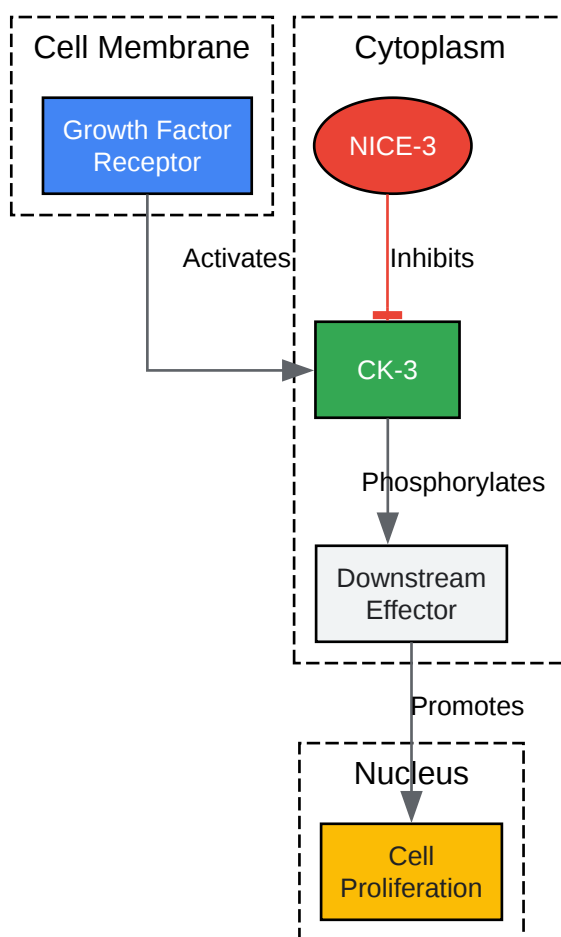 Cell Membrane
Cytoplasm
Growth Factor
Receptor
NICE-3
Activates
Inhibits
CK-3
Phosphorylates
Downstream
Effector
Promotes
Nucleus
Cell
Proliferation